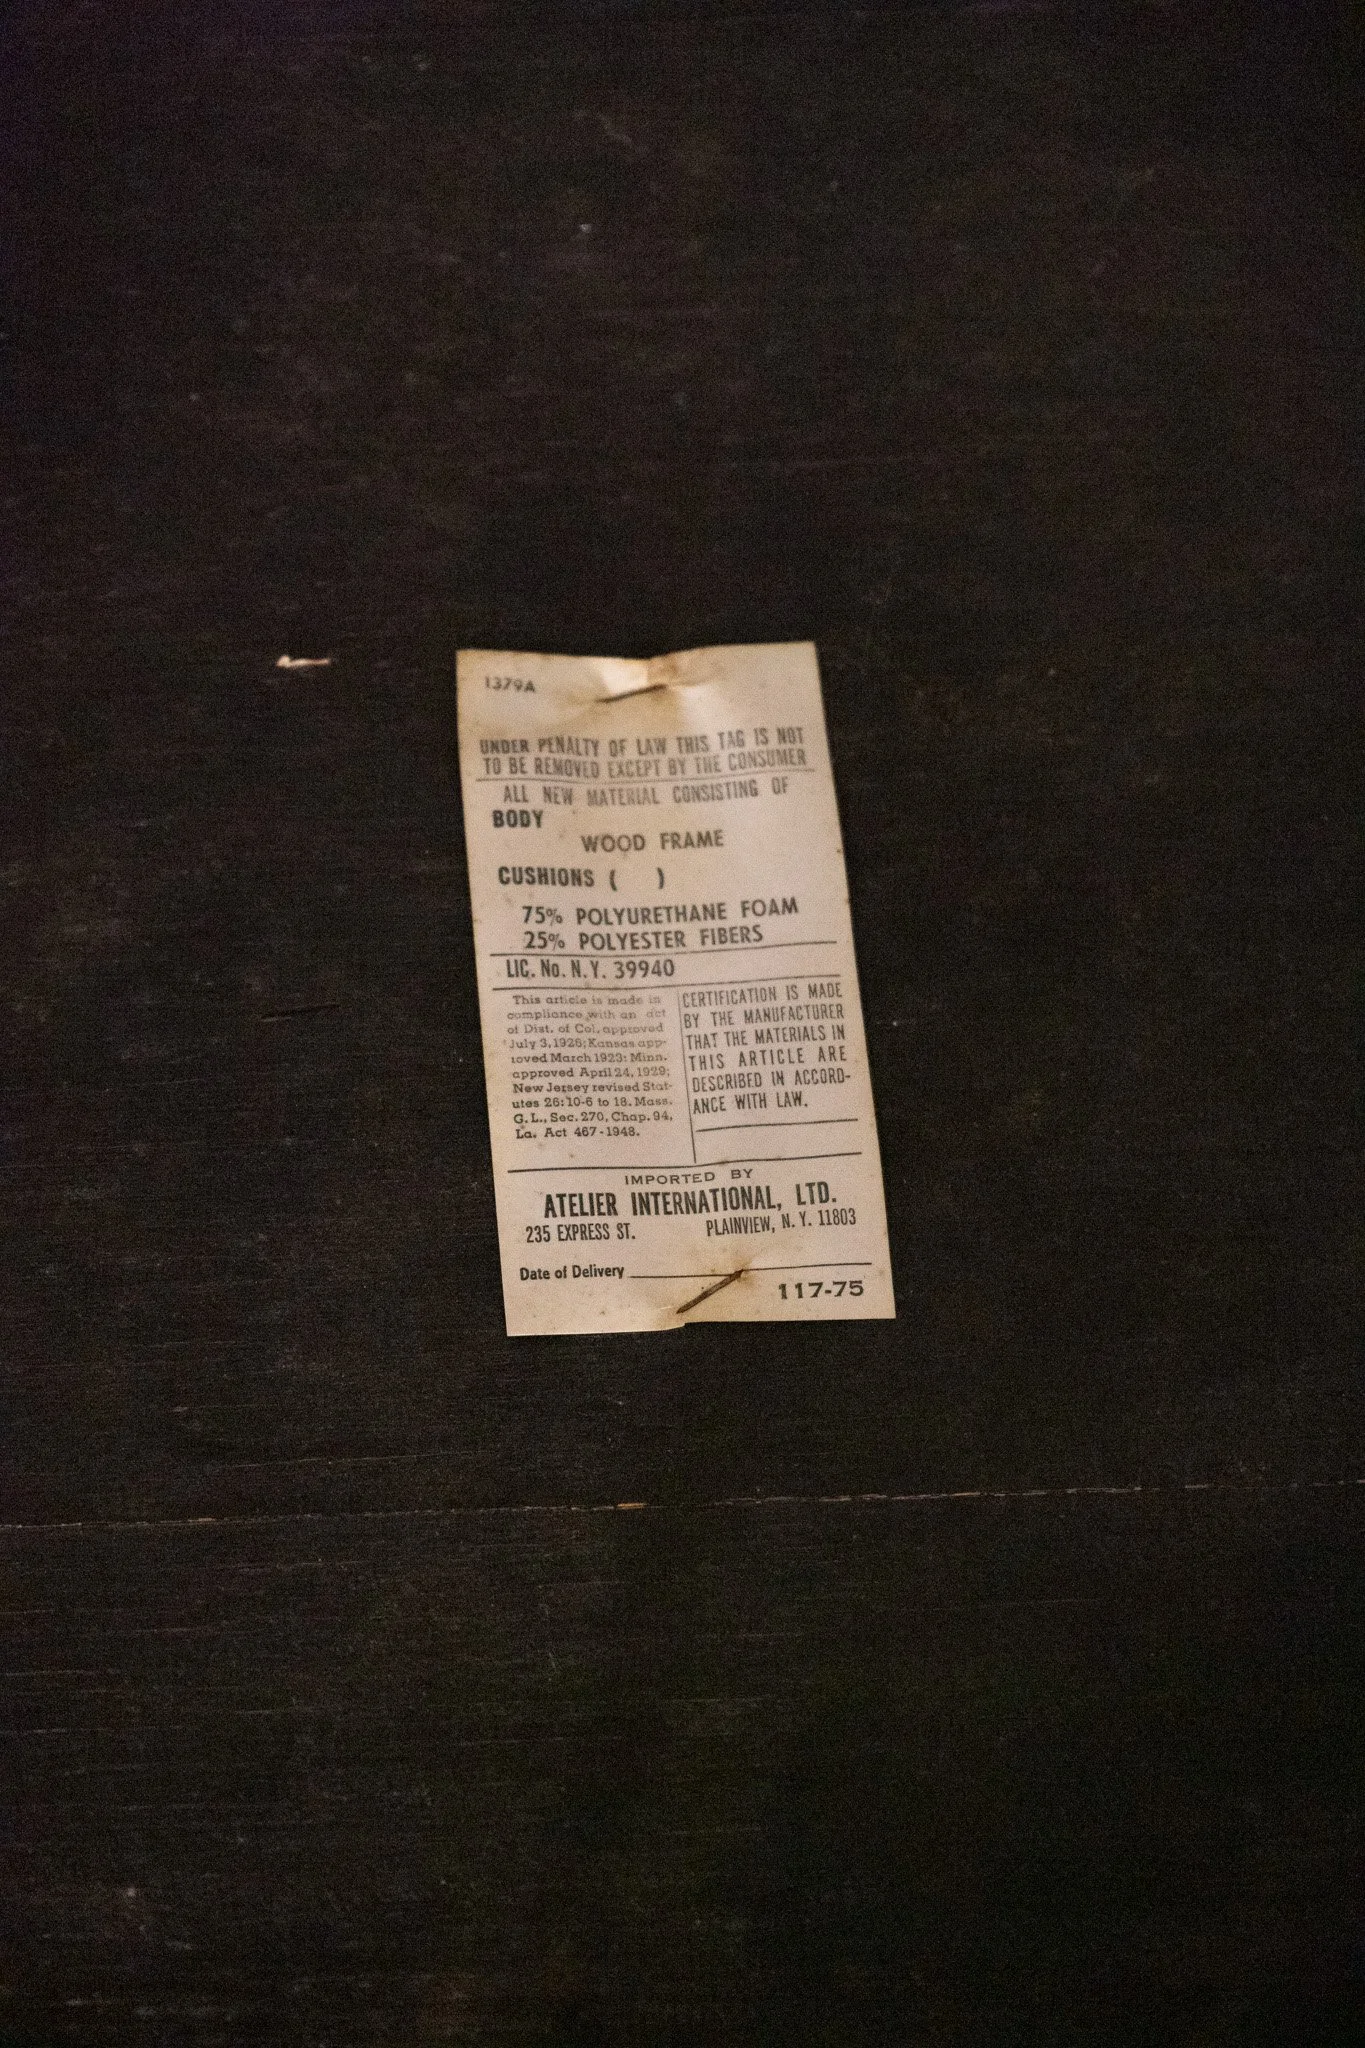 1379A
UNDER PENALTY OF LAW THIS TAG IS NOT
TO BE REMOVED EXCEPT BY THE CONSUMER
ALL NEW MATERIAL CONSISTING OF
BODY
WOOD FRAME
CUSHIONS ( )
75% POLYURETHANE FOAM
25% POLYESTER FIBERS
LIC. No. N.Y. 39940
This article is made in
compliance with an act
of Dist. of Col. approved
July 3, 1926; Kansas app-
roved March 1923: Minn.
approved April 24, 1929;
New Jersey revised Stat-
utes 26:10-6 to 18. Mass.
G.L., Sec. 270, Chap. 94,
La. Act 467-1948.
CERTIFICATION IS MADE
BY THE MANUFACTURER
THAT THE MATERIALS IN
THIS ARTICLE ARE
DESCRIBED IN ACCORD-
ANCE WITH LAW.
IMPORTED BY
ATELIER INTERNATIONAL, LTD.
235 EXPRESS ST. PLAINVIEW, N. Y. 11803
Date of Delivery
117-75